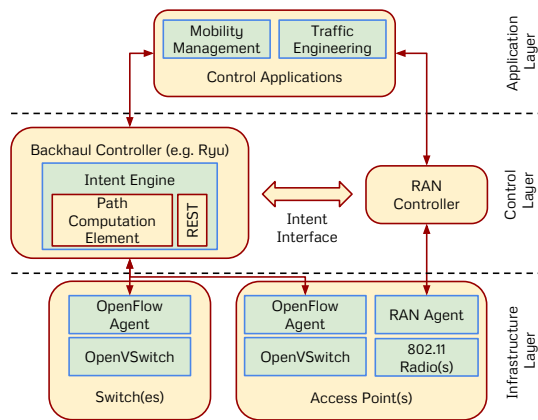 Mobility
Management
Traffic
Engineering
Control Applications
Application
Layer
Backhaul Controller (e.g. Ryu)
Intent Engine
Path
Computation
Element
REST
Intent
Interface
RAN
Controller
Control
Layer
OpenFlow
Agent
OpenVSwitch
Switch(es)
OpenFlow
Agent
OpenVSwitch
RAN Agent
802.11
Radio(s)
Access Point(s)
Infrastructure
Layer